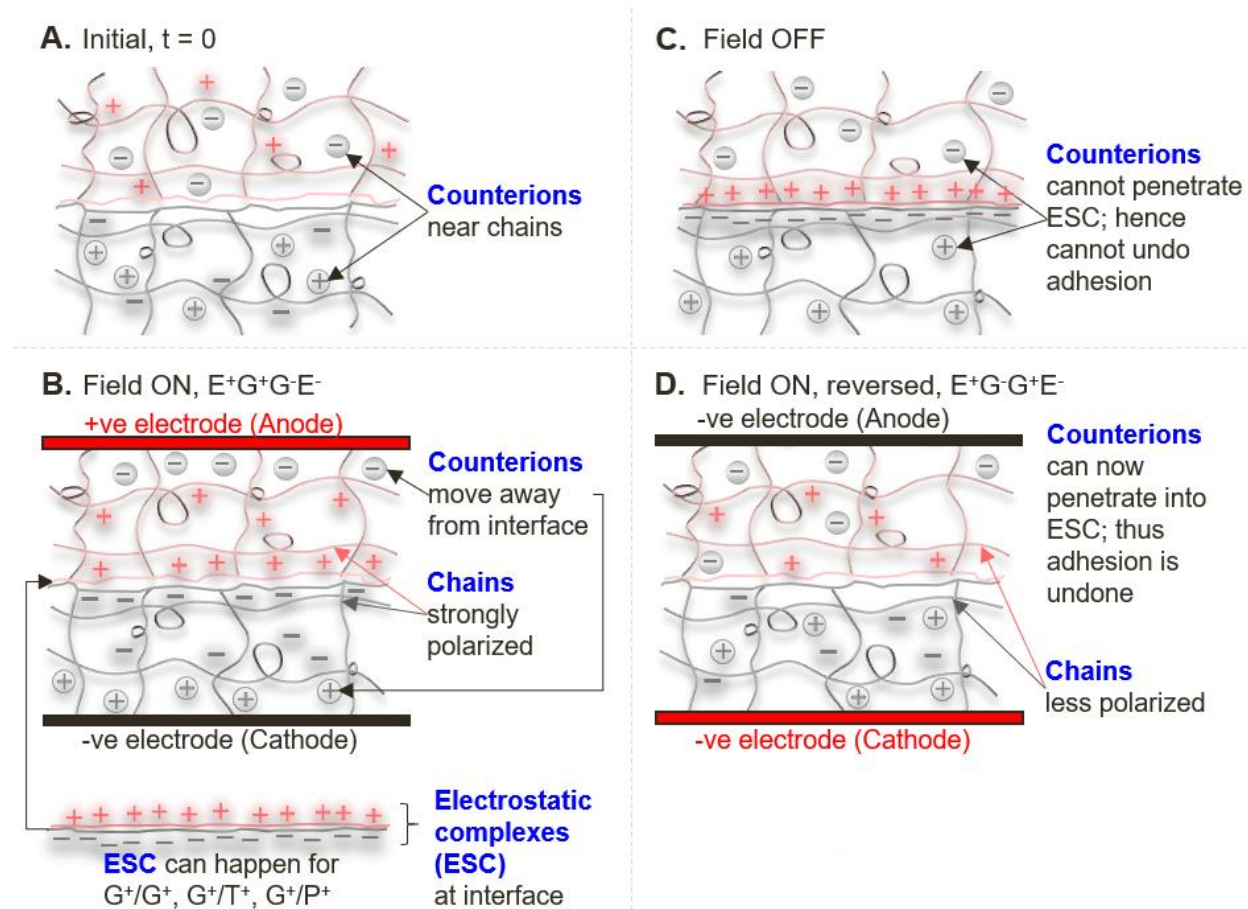 A. Initial, t = 0
Counterions
near chains
C. Field OFF
Counterions
cannot penetrate
ESC; hence
cannot undo
adhesion
B. Field ON, E⁺G⁺G⁻E⁻
+ve electrode (Anode)
Counterions
move away
from interface
Chains
strongly
polarized
-ve electrode (Cathode)
Electrostatic
complexes
(ESC)
at interface
ESC can happen for
G⁺/G⁺, G⁺/T⁺, G⁺/P⁺
D. Field ON, reversed, E⁺G⁻G⁺E⁻
-ve electrode (Anode)
Counterions
can now
penetrate into
ESC; thus
adhesion is
undone
Chains
less polarized
-ve electrode (Cathode)